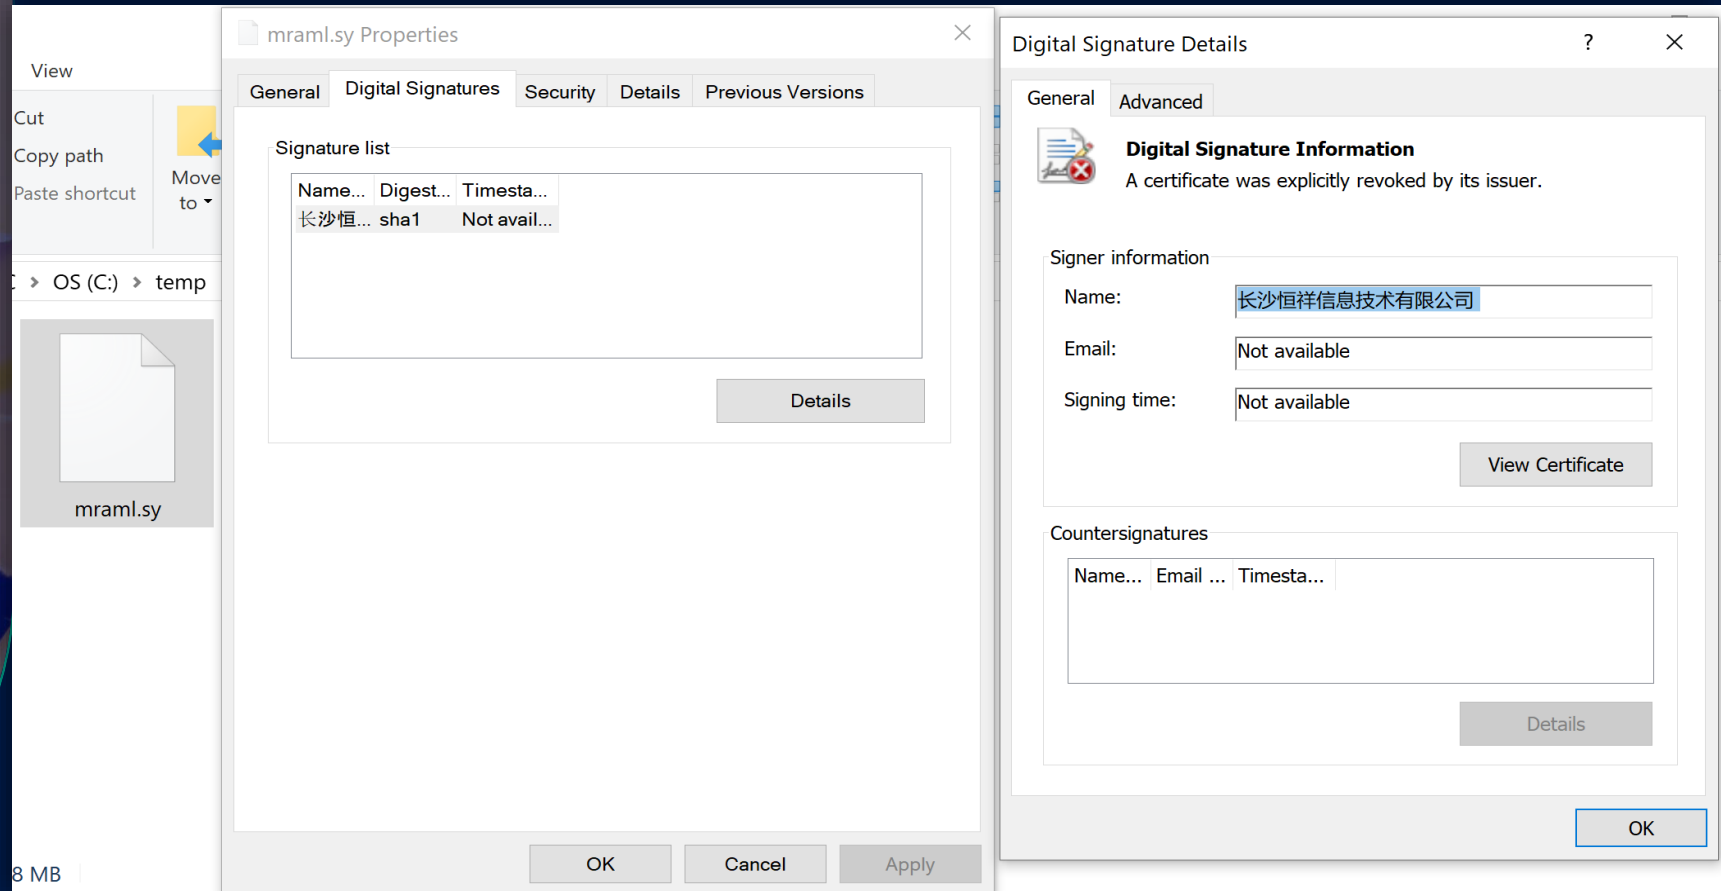 View
Cut
Copy path
Paste shortcut
Move
to
OS (C:)
temp
mraml.sy
8 MB
mraml.sy Properties
General
Digital Signatures
Security
Details
Previous Versions
Signature list
Name... Digest... Timesta...
长沙恒... sha1 Not avail...
Details
OK
Cancel
Apply
Digital Signature Details
?
General
Advanced
Digital Signature Information
A certificate was explicitly revoked by its issuer.
Signer information
Name: 长沙恒祥信息技术有限公司
Email: Not available
Signing time: Not available
View Certificate
Countersignatures
Name... Email ... Timesta...
Details
OK